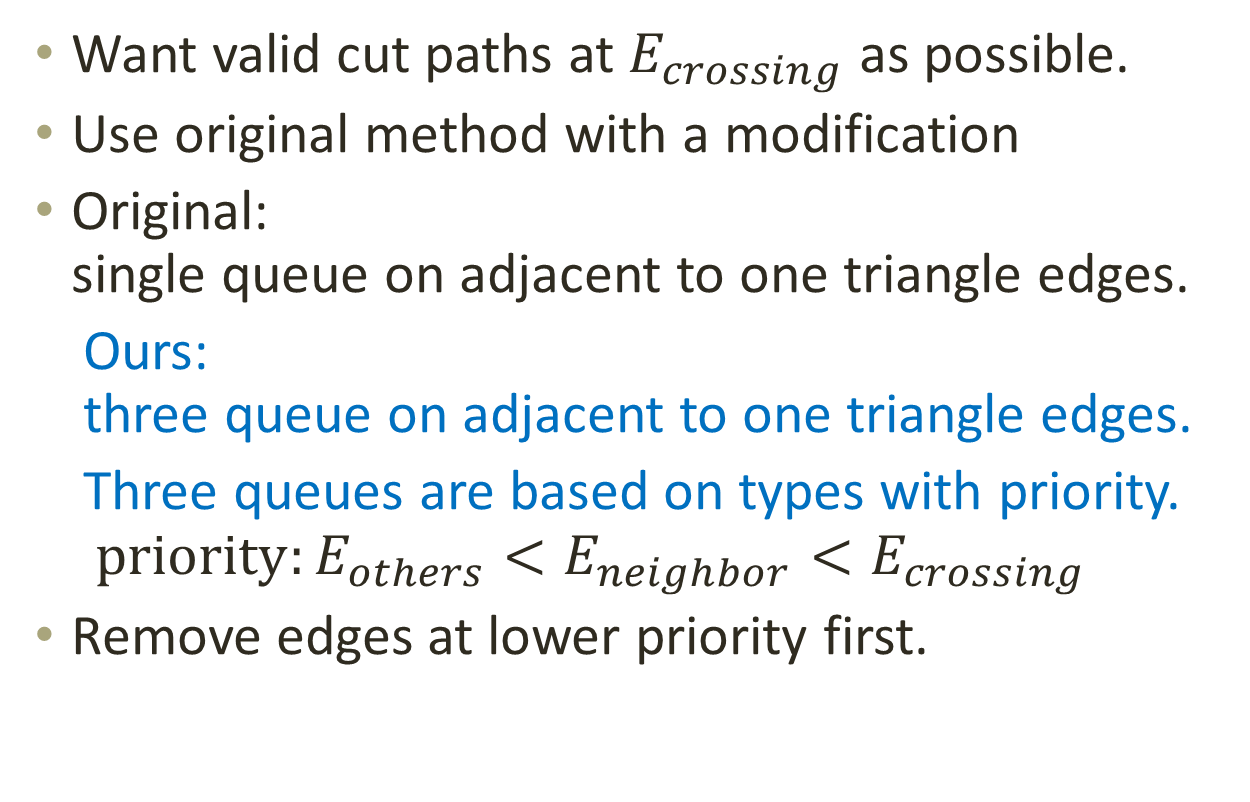 • Want valid cut paths at E_crossing as possible.
• Use original method with a modification
• Original:
single queue on adjacent to one triangle edges.
Ours:
three queue on adjacent to one triangle edges.
Three queues are based on types with priority.
priority: E_others < E_neighbor < E_crossing
• Remove edges at lower priority first.